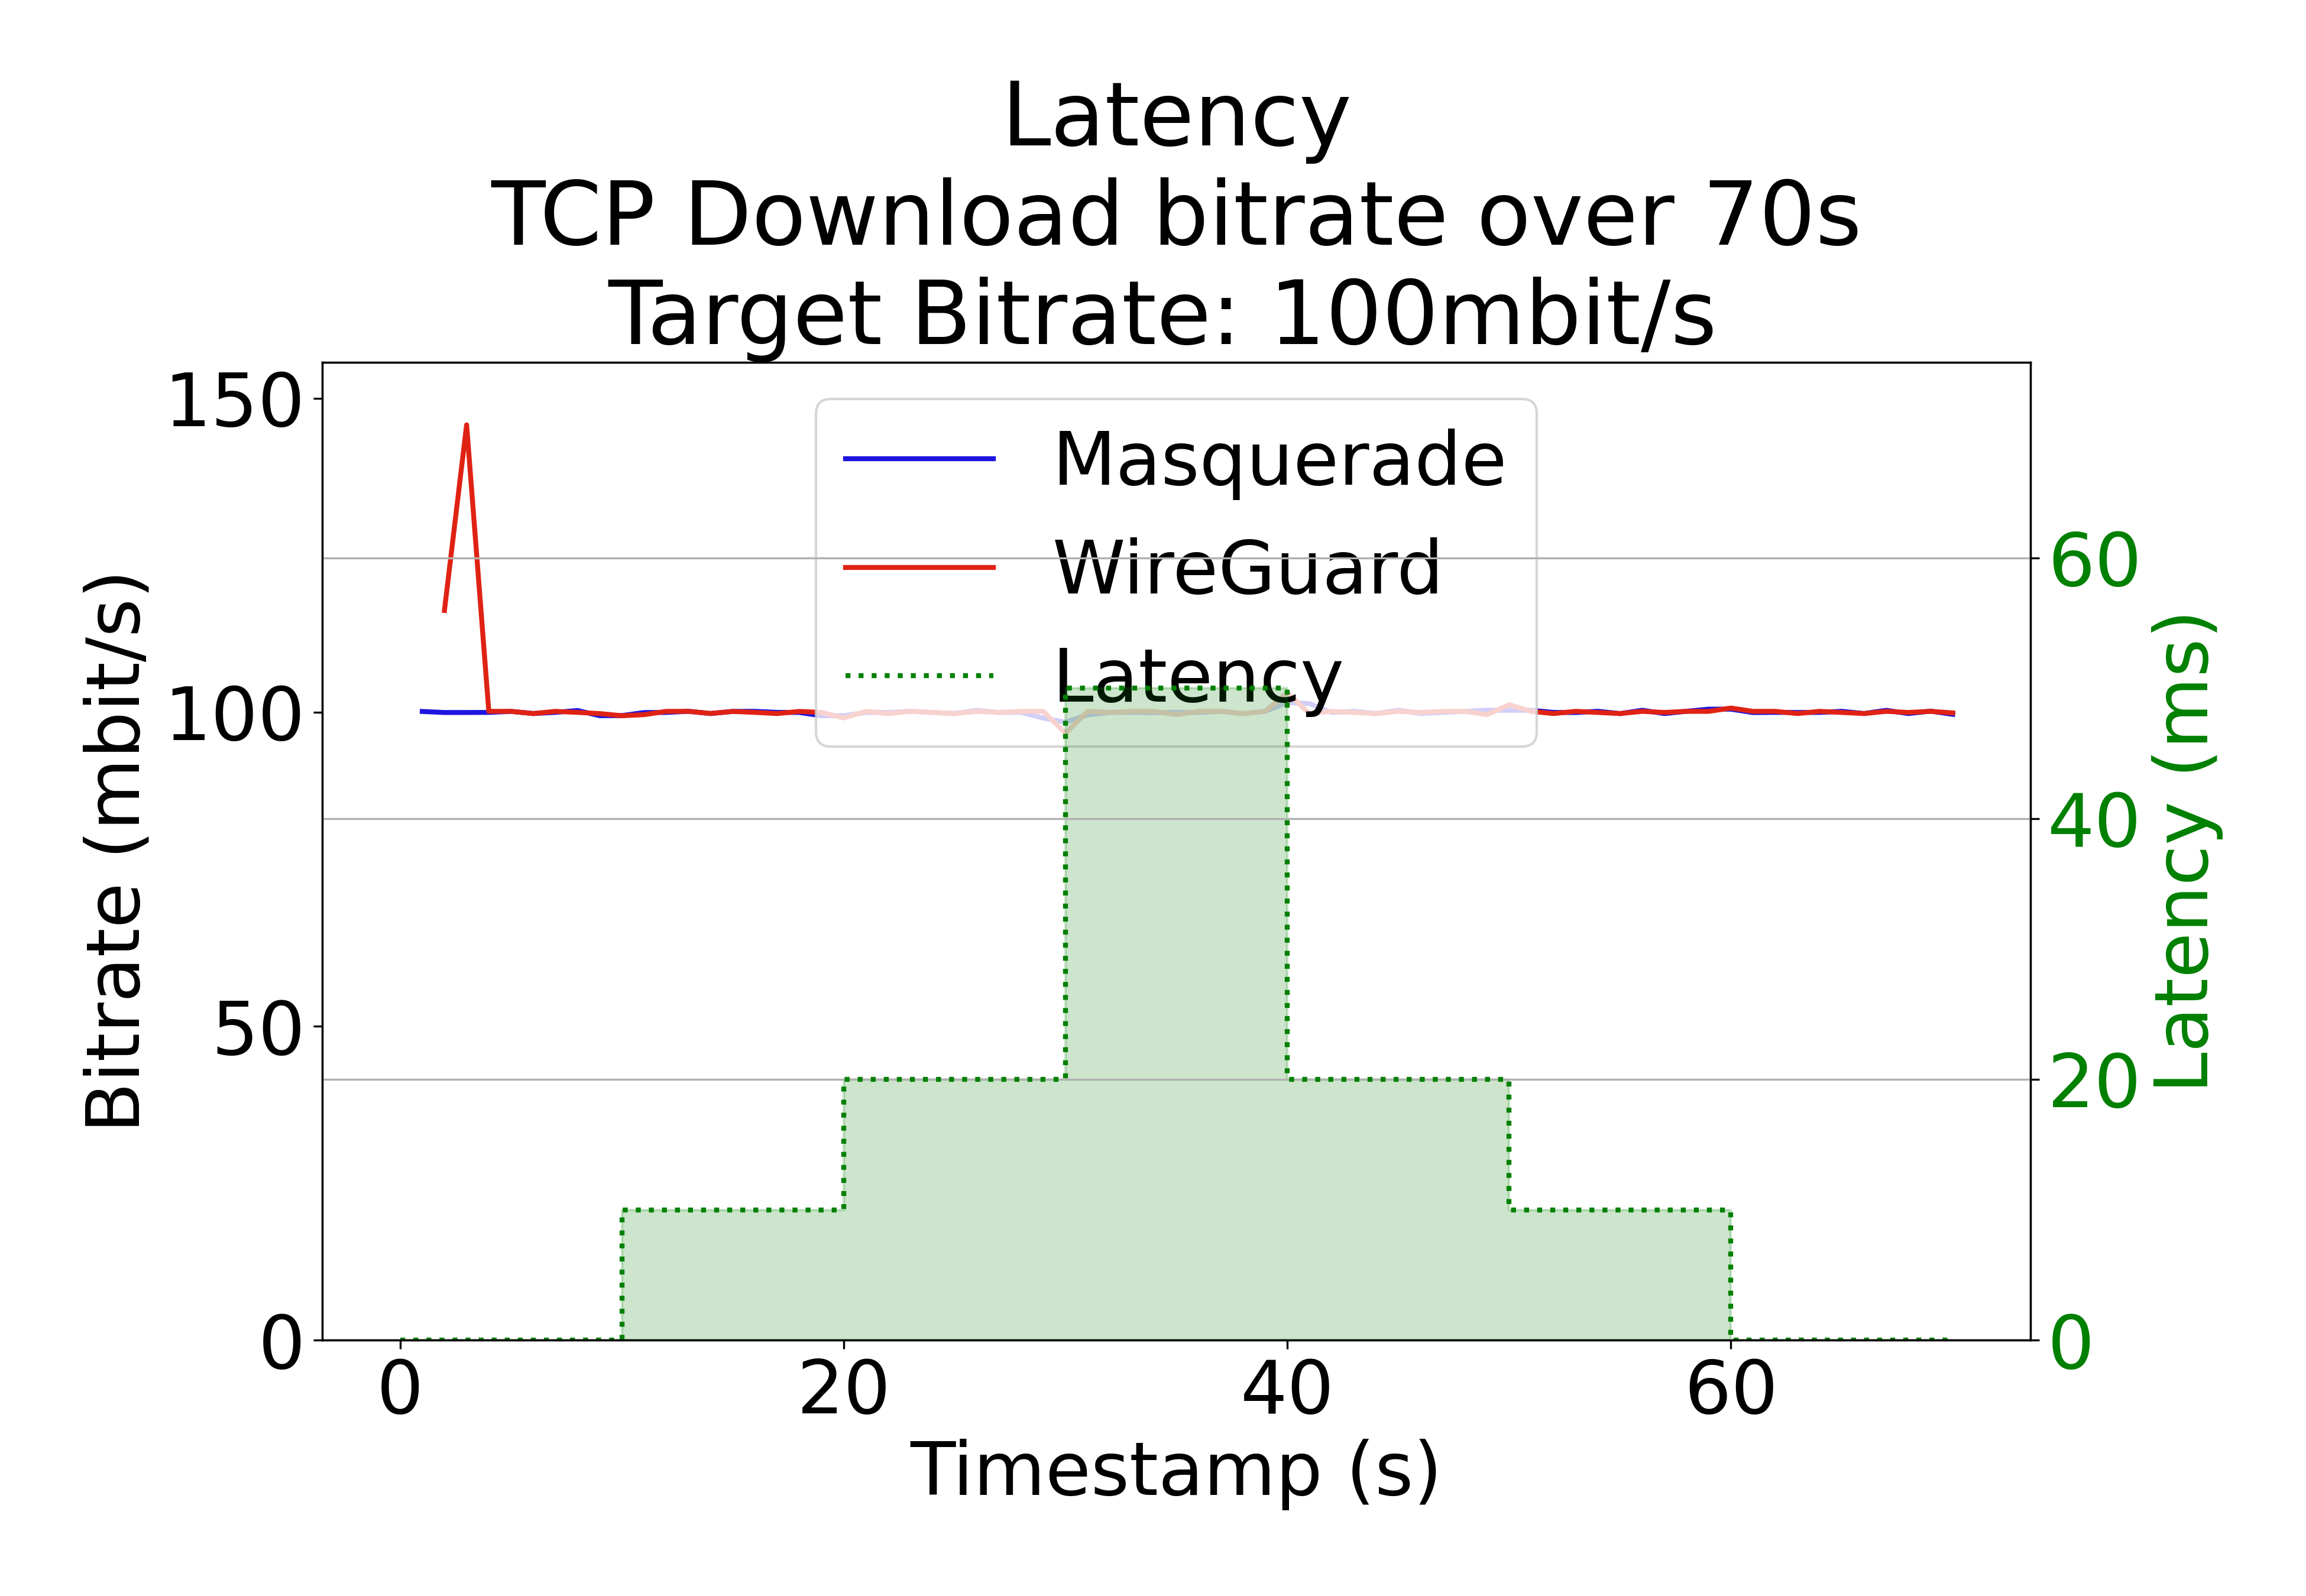 Latency
TCP Download bitrate over 70s
Target Bitrate: 100mbit/s
150
100
50
0
Bitrate (mbit/s)
Masquerade
WireGuard
Latency
60
40
20
0
Latency (ms)
0 20 40 60
Timestamp (s)